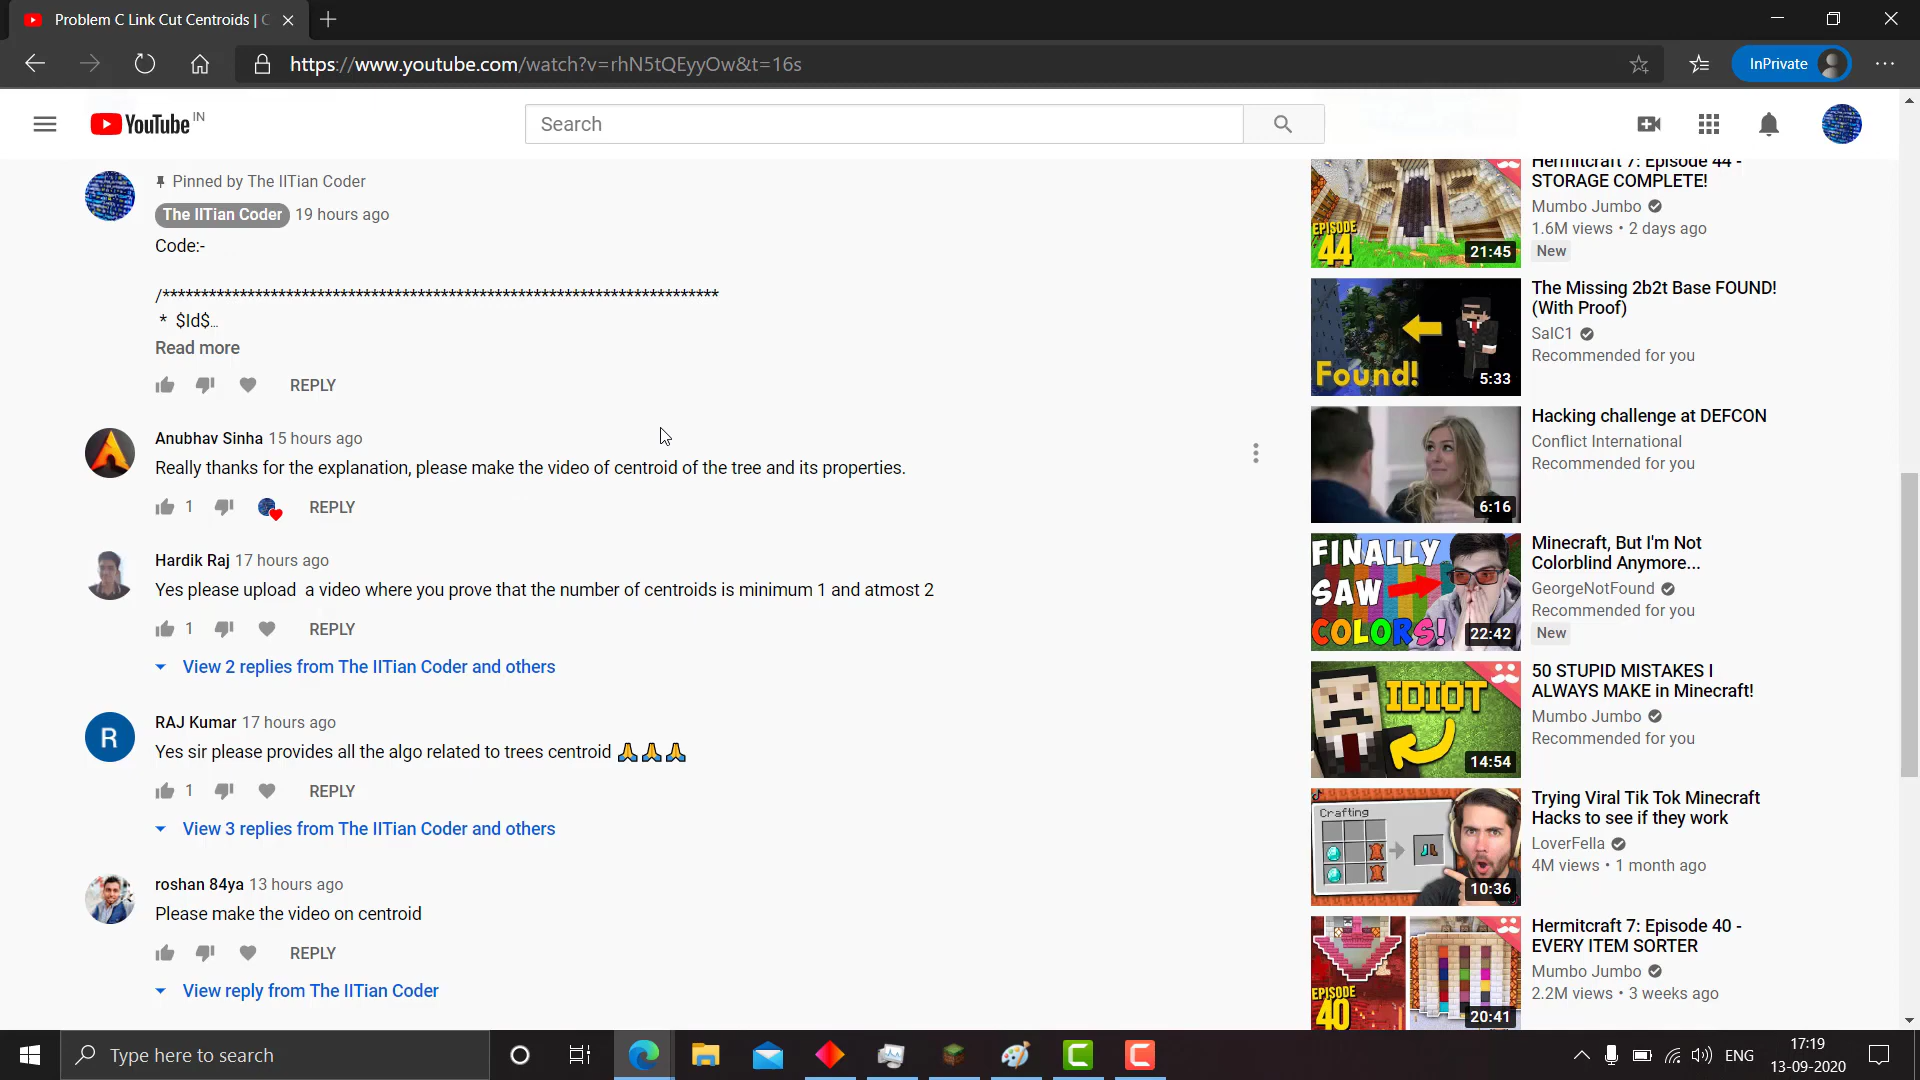 Problem C Link Cut Centroids | C
https://www.youtube.com/watch?v=rhN5tQEyyOw&t=16s
InPrivate
YouTube IN
Search
Pinned by The IITian Coder
The IITian Coder 19 hours ago
Code:-
/************************************************************************
* $Id$...
Read more
REPLY
Anubhav Sinha 15 hours ago
Really thanks for the explanation, please make the video of centroid of the tree and its properties.
1 REPLY
Hardik Raj 17 hours ago
Yes please upload  a video where you prove that the number of centroids is minimum 1 and atmost 2
1 REPLY
View 2 replies from The IITian Coder and others
R
RAJ Kumar 17 hours ago
Yes sir please provides all the algo related to trees centroid 🙏🙏🙏
1 REPLY
View 3 replies from The IITian Coder and others
roshan 84ya 13 hours ago
Please make the video on centroid
REPLY
View reply from The IITian Coder
EPISODE
44
21:45
Hermitcraft 7: Episode 44 -
STORAGE COMPLETE!
Mumbo Jumbo
1.6M views • 2 days ago
New
Found!
5:33
The Missing 2b2t Base FOUND!
(With Proof)
SalC1
Recommended for you
6:16
Hacking challenge at DEFCON
Conflict International
Recommended for you
FINALLY
SAW
COLORS!
22:42
Minecraft, But I'm Not
Colorblind Anymore...
GeorgeNotFound
Recommended for you
New
IDIOT
14:54
50 STUPID MISTAKES I
ALWAYS MAKE in Minecraft!
Mumbo Jumbo
Recommended for you
Crafting
10:36
Trying Viral Tik Tok Minecraft
Hacks to see if they work
LoverFella
4M views • 1 month ago
EPISODE
40
20:41
Hermitcraft 7: Episode 40 -
EVERY ITEM SORTER
Mumbo Jumbo
2.2M views • 3 weeks ago
Type here to search
ENG
17:19
13-09-2020